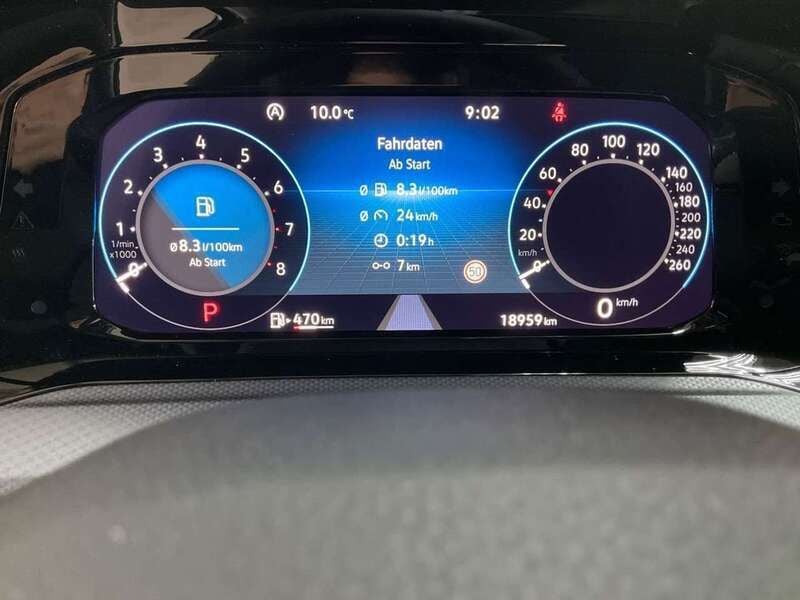 A 10.0°C 9:02
Fahrdaten
Ab Start
Ø 8.3 l/100km
Ø 24 km/h
0:19 h
7 km
50
0 1 2 3 4 5 6 7 8
1/min
x1000
Ø 8.3 l/100km
Ab Start
P
0 20 40 60 80 100 120 140 160 180 200 220 240 260
km/h
0 km/h
470 km
18959 km